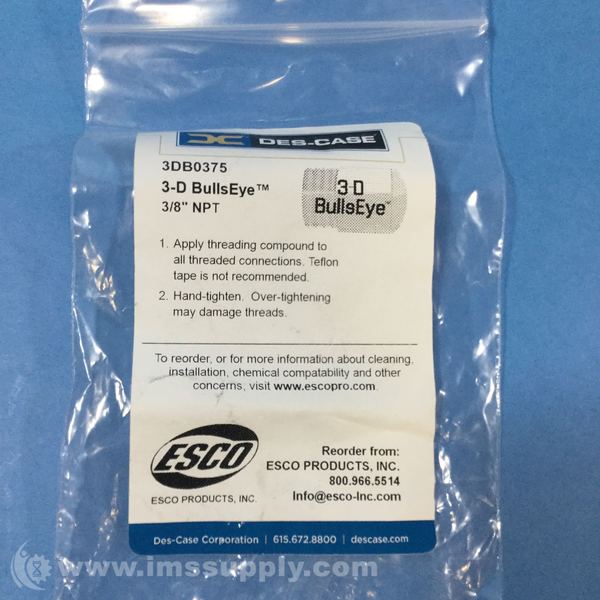 DES-CASE
3DB0375
3-D BullsEye™
3/8" NPT
3-D
BullsEye™
1. Apply threading compound to
all threaded connections. Teflon
tape is not recommended.
2. Hand-tighten. Over-tightening
may damage threads.
To reorder, or for more information about cleaning,
installation, chemical compatability and other
concerns, visit www.escopro.com
ESCO
ESCO PRODUCTS, INC.
Reorder from:
ESCO PRODUCTS, INC.
800.966.5514
Info@esco-Inc.com
Des-Case Corporation | 615.672.8800 | descase.com
www.imssupply.com